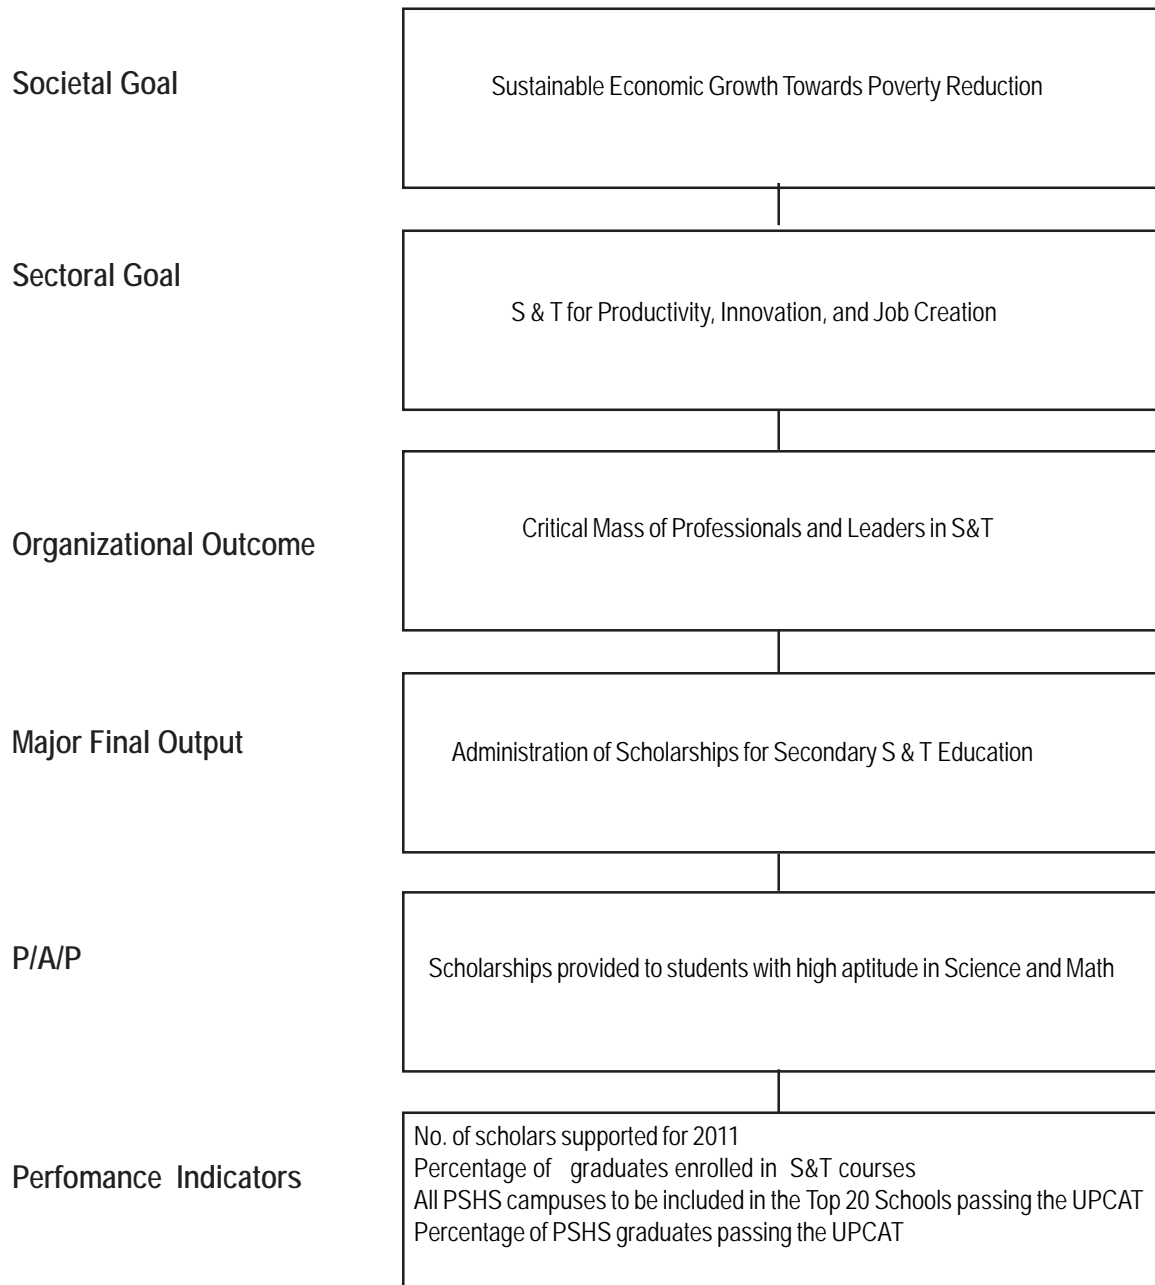 Societal Goal
Sustainable Economic Growth Towards Poverty Reduction
Sectoral Goal
S & T for Productivity, Innovation, and Job Creation
Organizational Outcome
Critical Mass of Professionals and Leaders in S&T
Major Final Output
Administration of Scholarships for Secondary S & T Education
P/A/P
Scholarships provided to students with high aptitude in Science and Math
Perfomance Indicators
No. of scholars supported for 2011
Percentage of graduates enrolled in S&T courses
All PSHS campuses to be included in the Top 20 Schools passing the UPCAT
Percentage of PSHS graduates passing the UPCAT